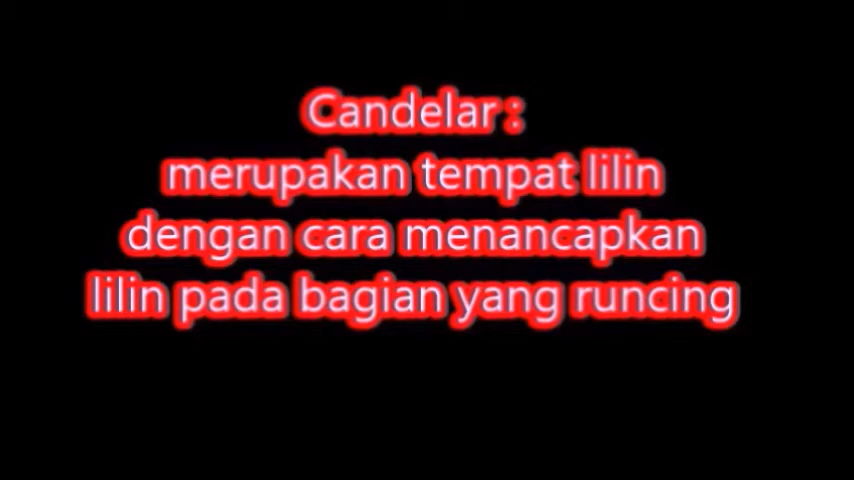 Candelar :
merupakan tempat lilin
dengan cara menancapkan
lilin pada bagian yang runcing